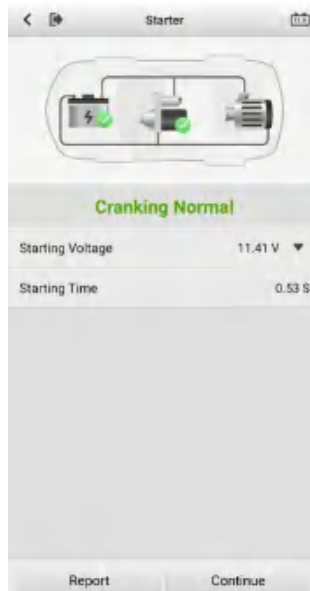 Starter
Cranking Normal
Starting Voltage 11.41 V
Starting Time 0.53 S
Report Continue